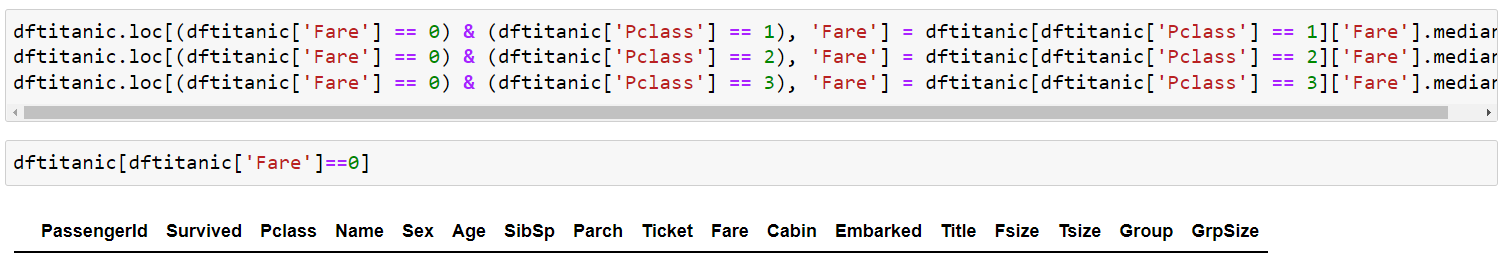 dftitanic.loc[(dftitanic['Fare'] == 0) & (dftitanic['Pclass'] == 1), 'Fare'] = dftitanic[dftitanic['Pclass'] == 1]['Fare'].median
dftitanic.loc[(dftitanic['Fare'] == 0) & (dftitanic['Pclass'] == 2), 'Fare'] = dftitanic[dftitanic['Pclass'] == 2]['Fare'].median
dftitanic.loc[(dftitanic['Fare'] == 0) & (dftitanic['Pclass'] == 3), 'Fare'] = dftitanic[dftitanic['Pclass'] == 3]['Fare'].median
dftitanic[dftitanic['Fare']==0]
PassengerId Survived Pclass Name Sex Age SibSp Parch Ticket Fare Cabin Embarked Title Fsize Tsize Group GrpSize